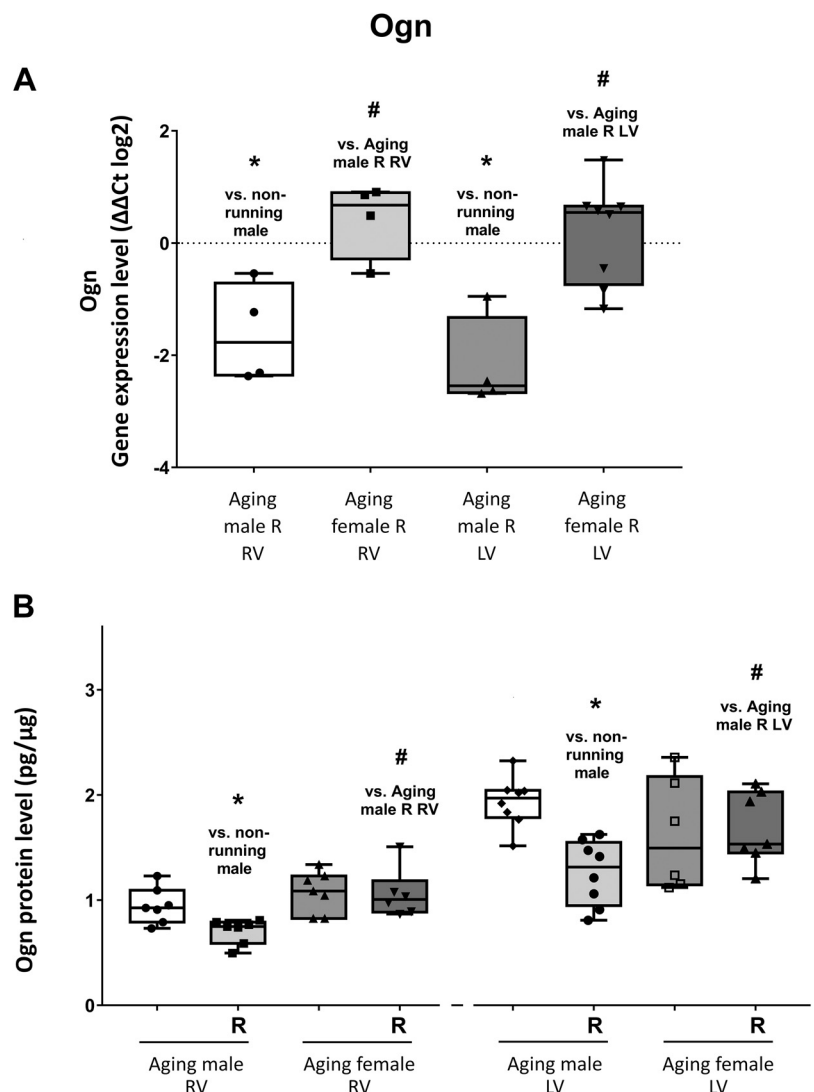 Ogn
A
#
#
vs. Aging
male R LV
2
*
vs. Aging
male R RV
*
vs. non-
running
male
vs. non-
running
male
0
-2
-4
Ogn
Gene expression level (ΔΔCt log2)
Aging
male R
RV
Aging
female R
RV
Aging
male R
LV
Aging
female R
LV
B
Ogn protein level (pg/µg)
3
2
1
0
*
vs. non-
running
male
#
vs. Aging
male R RV
*
vs. non-
running
male
#
vs. Aging
male R LV
R
R
R
R
Aging male
RV
Aging female
RV
Aging male
LV
Aging female
LV